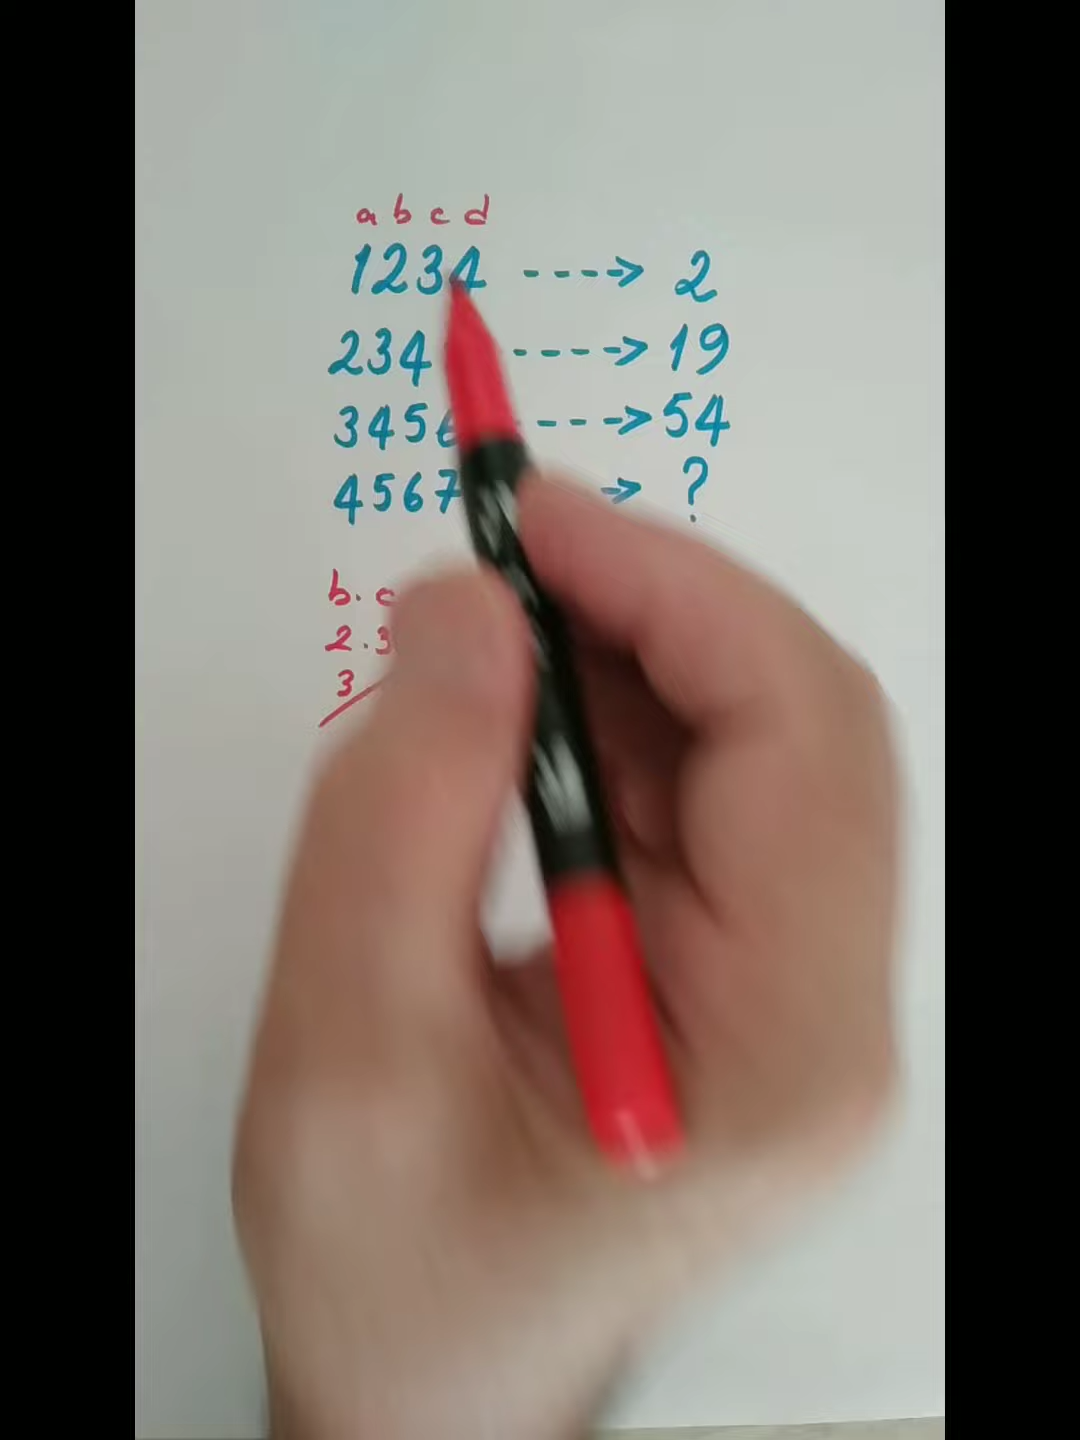 a b c d
1234 ----> 2
234 ----> 19
345 ---> 54
4567 -> ?
b. c
2.3
3